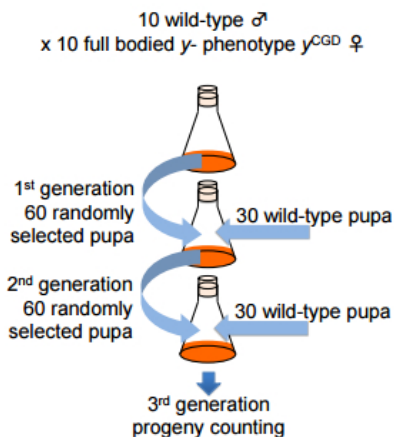 10 wild-type ♂
x 10 full bodied y- phenotype yCGD ♀
1st generation
60 randomly
selected pupa
30 wild-type pupa
2nd generation
60 randomly
selected pupa
30 wild-type pupa
3rd generation
progeny counting